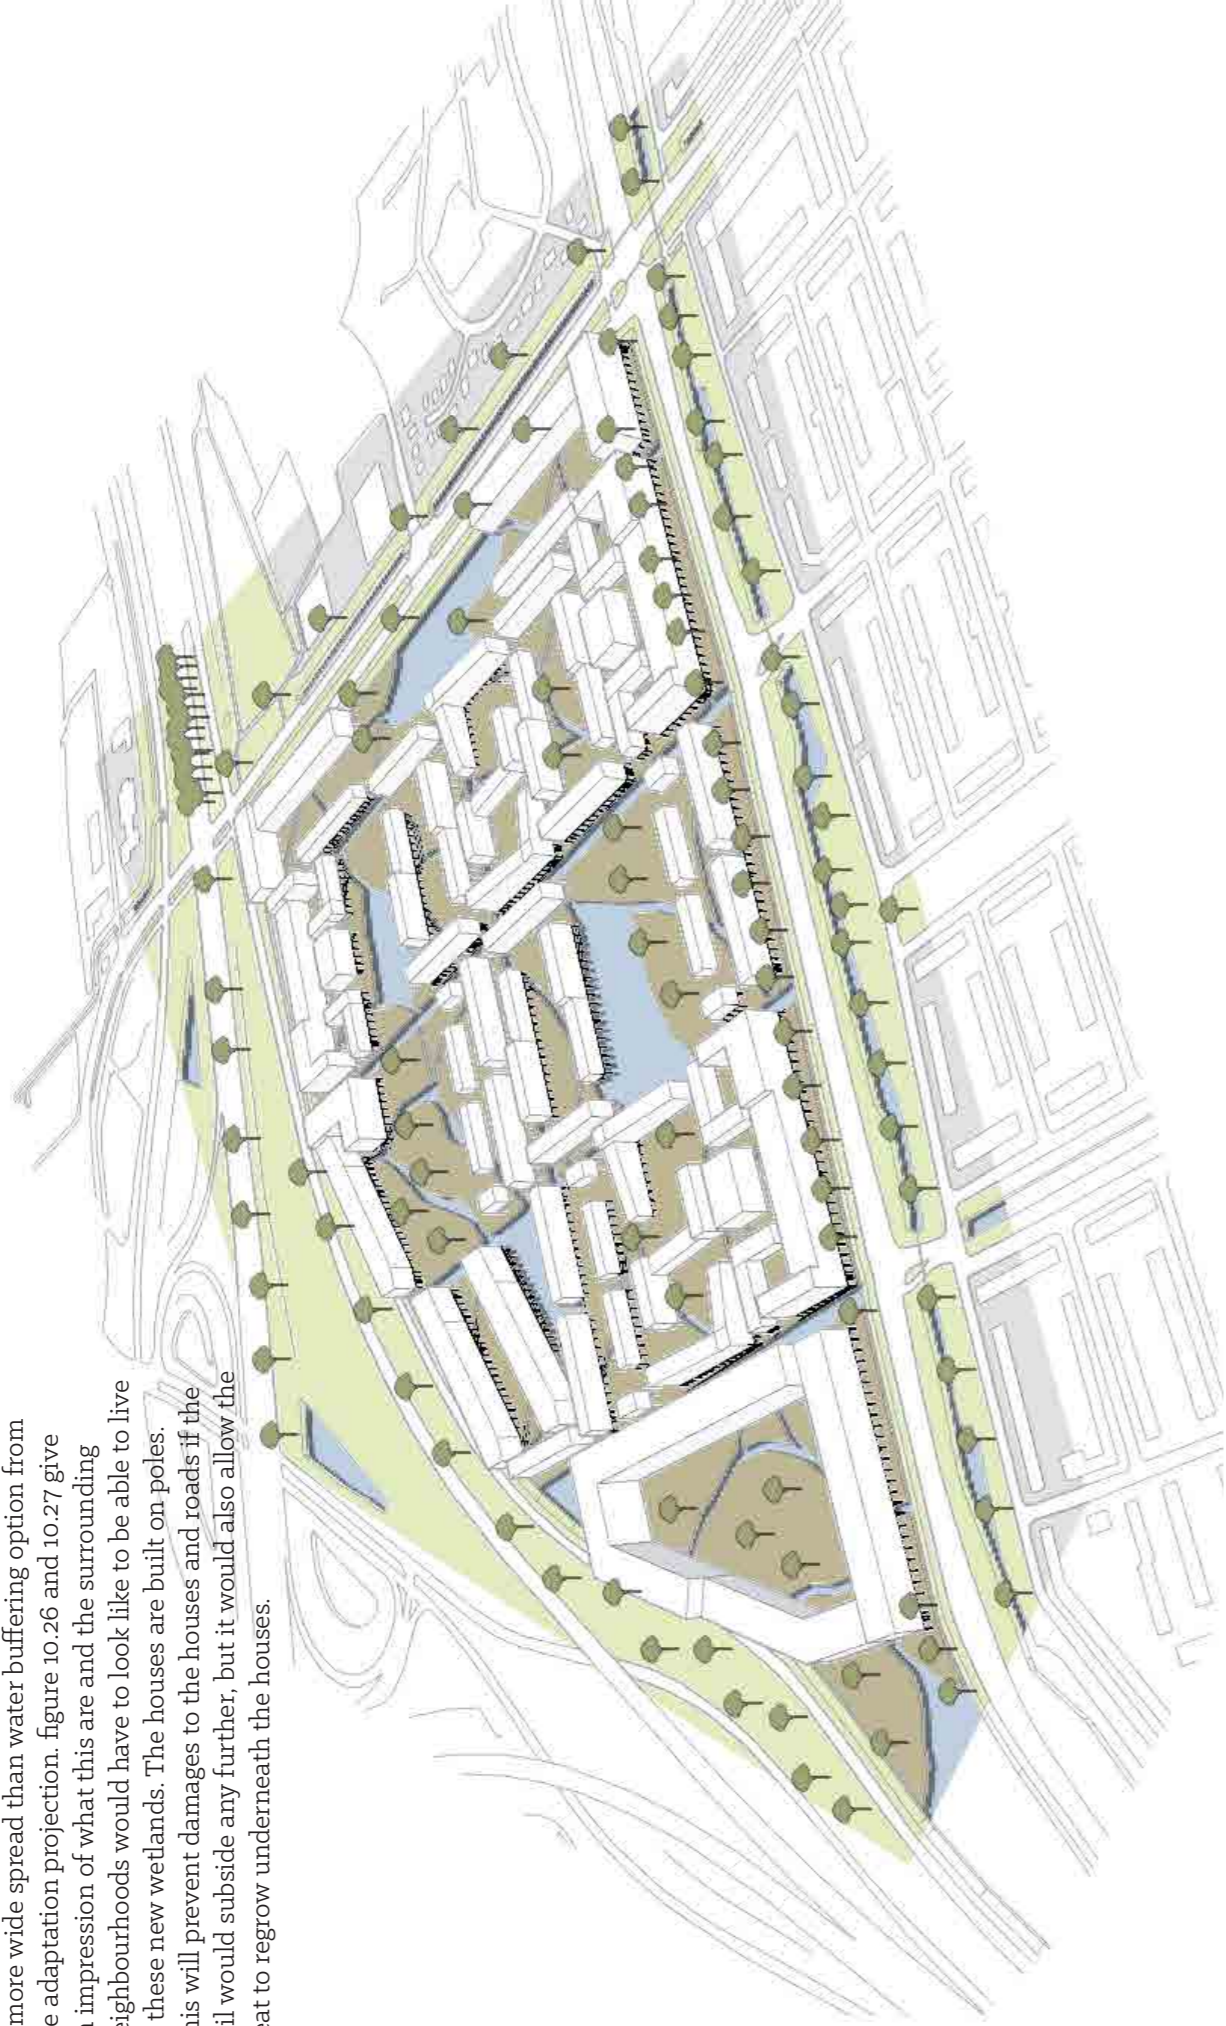 more wide spread than water buffering option from
e adaptation projection. figure 10.26 and 10.27 give
n impression of what this are and the surrounding
eighbourhoods would have to look like to be able to live
these new wetlands. The houses are built on poles.
his will prevent damages to the houses and roads if the
il would subside any further, but it would also allow the
eat to regrow underneath the houses.